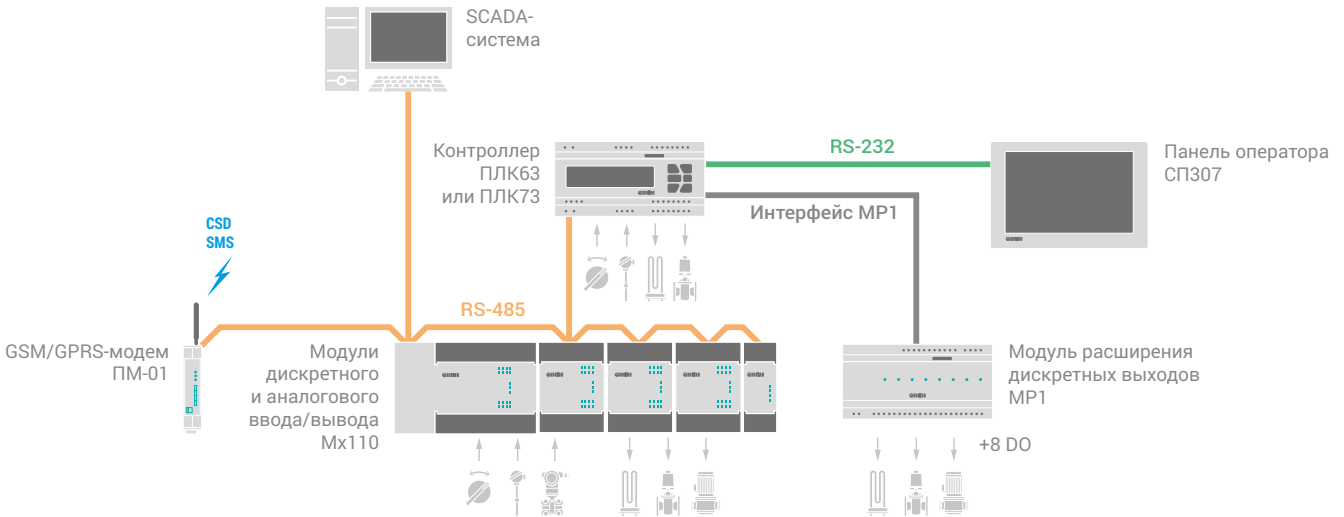 SCADA-
система
Контроллер
ПЛК63
или ПЛК73
RS-232
Панель оператора
СП307
Интерфейс МР1
CSD
SMS
RS-485
GSM/GPRS-модем
ПМ-01
Модули
дискретного
и аналогового
ввода/вывода
Мх110
Модуль расширения
дискретных выходов
МР1
+8 DO